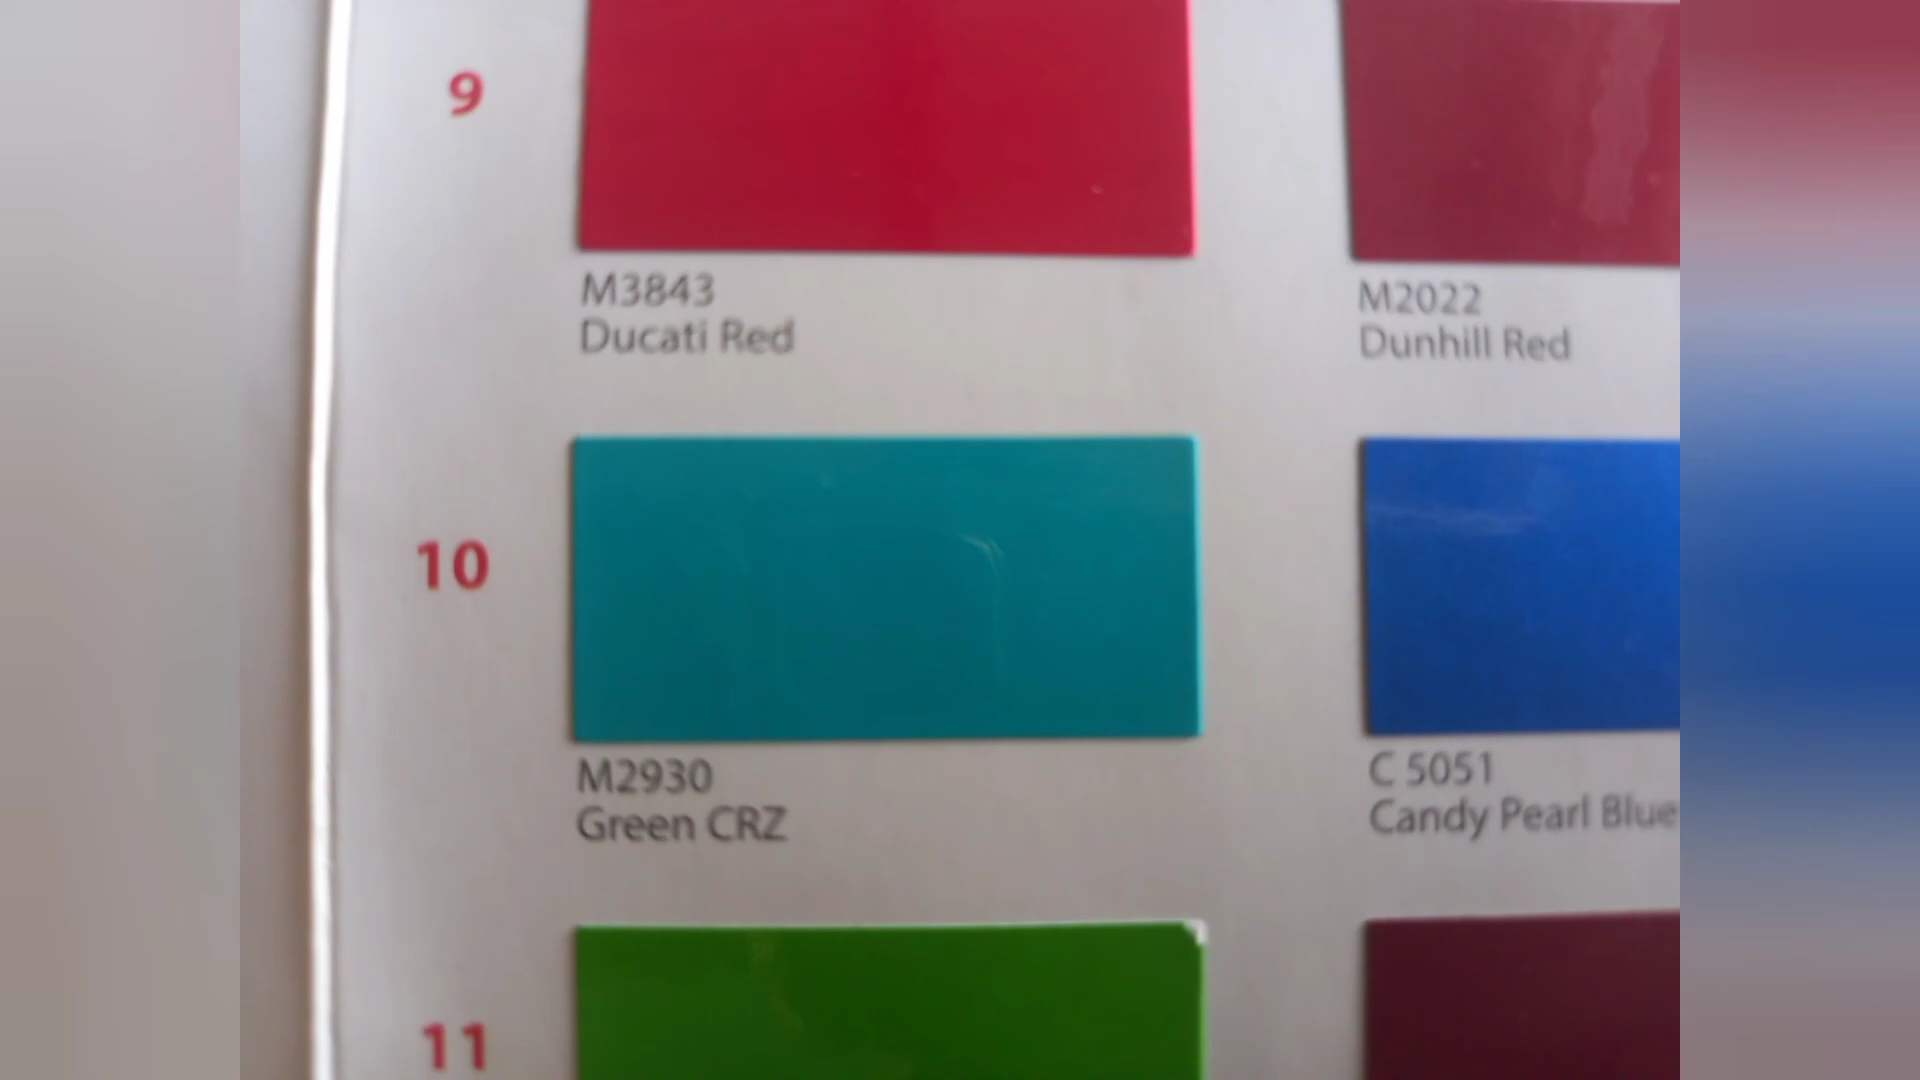 9
M3843
Ducati Red
M2022
Dunhill Red
10
M2930
Green CRZ
C 5051
Candy Pearl Blue
11